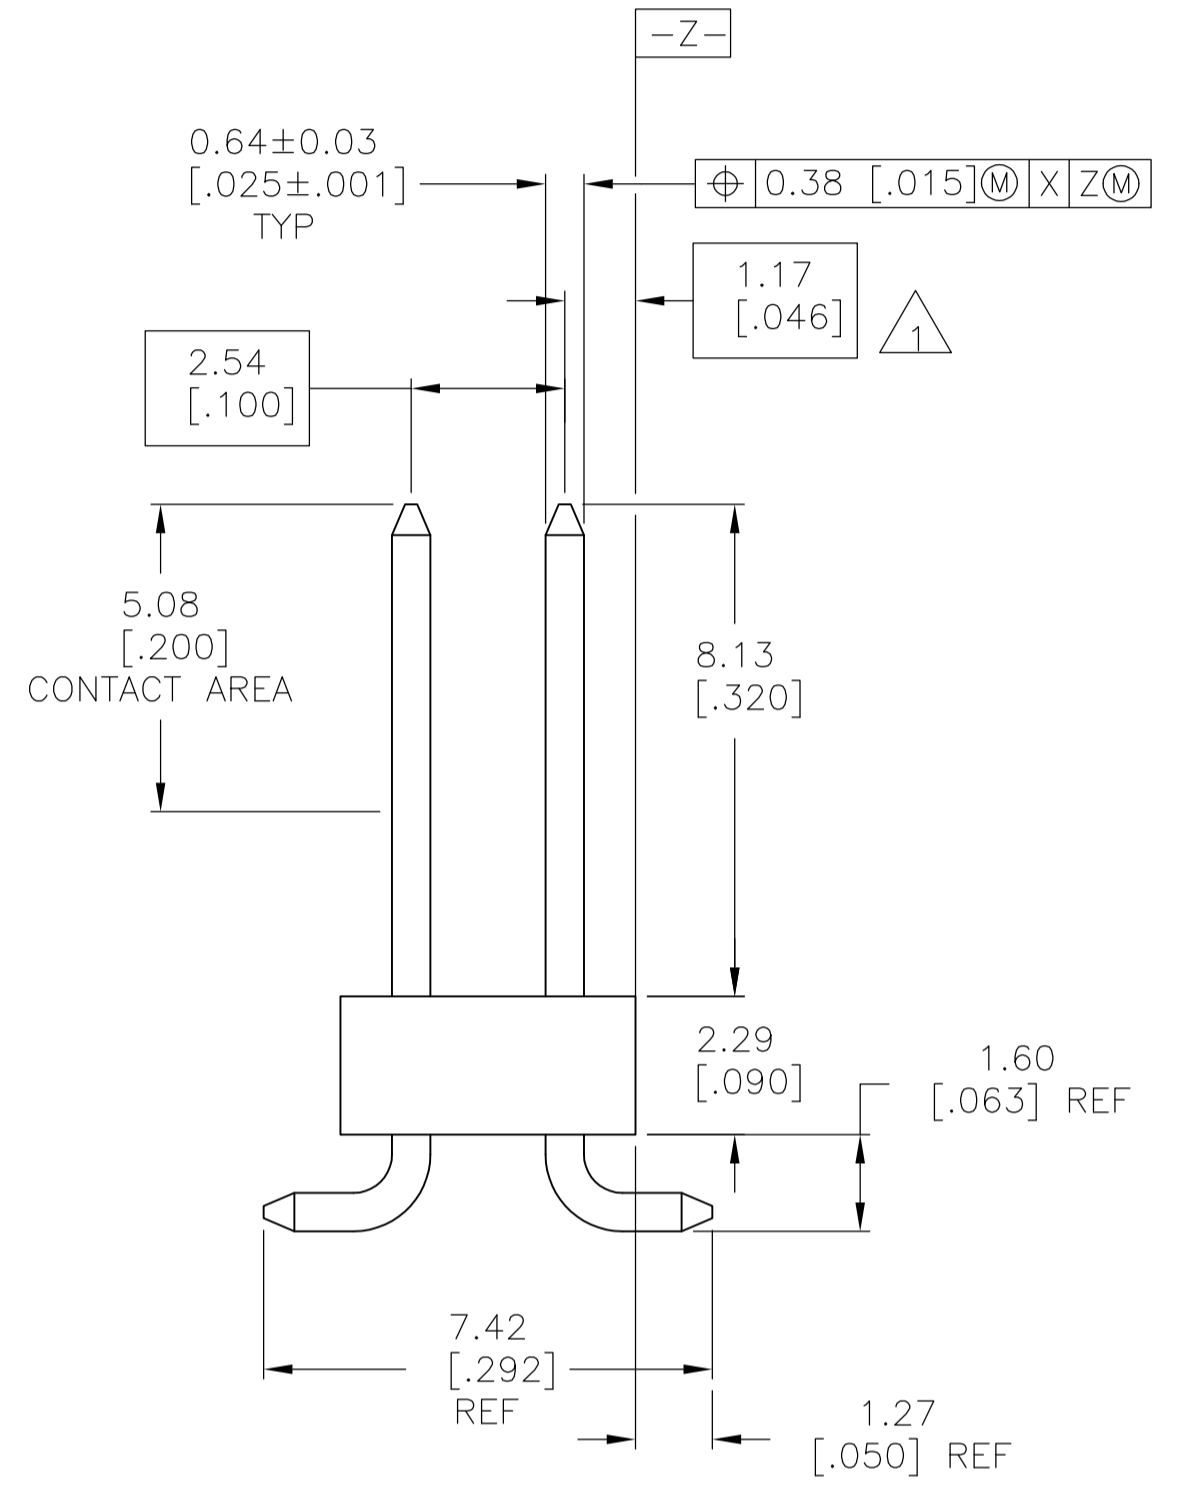 -Z-
0.64±0.03
[.025±.001]
TYP
⌖ 0.38 [.015]Ⓜ X ZⓂ
1.17
[.046]
1
2.54
[.100]
5.08
[.200]
CONTACT AREA
8.13
[.320]
2.29
[.090]
1.60
[.063] REF
7.42
[.292]
REF
1.27
[.050] REF